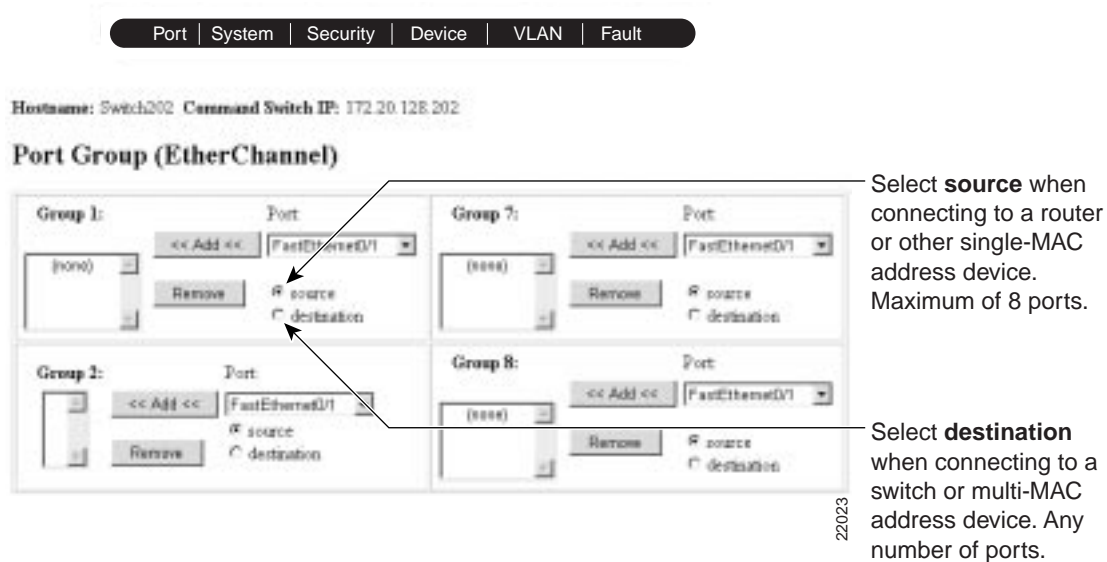 Port | System | Security | Device | VLAN | Fault
Hostname: Switch202 Command Switch IP: 172.20.128.202
Port Group (EtherChannel)
Group 1:
Port:
<< Add <<
FastEthernet0/1
(none)
Remove
source
destination
Group 7:
Port:
<< Add <<
FastEthernet0/1
(none)
Remove
source
destination
Group 2:
Port:
<< Add <<
FastEthernet0/1
Remove
source
destination
Group 8:
Port:
<< Add <<
FastEthernet0/1
(none)
Remove
source
destination
Select source when
connecting to a router
or other single-MAC
address device.
Maximum of 8 ports.
Select destination
when connecting to a
switch or multi-MAC
address device. Any
number of ports.
22023